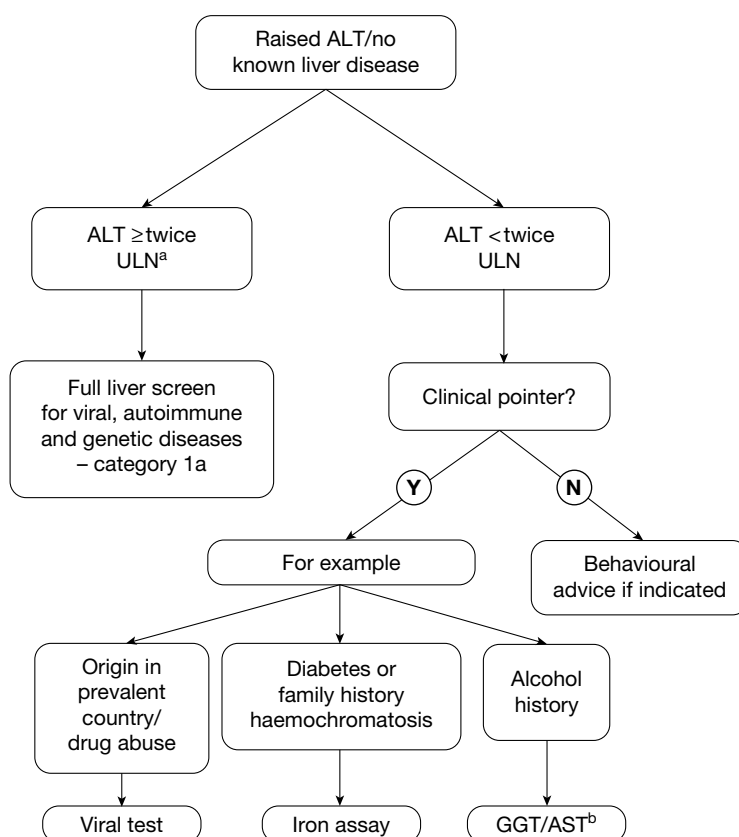 Raised ALT/no
known liver disease
ALT ≥ twice
ULNᵃ
ALT < twice
ULN
Full liver screen
for viral, autoimmune
and genetic diseases
– category 1a
Clinical pointer?
Y
N
For example
Behavioural
advice if indicated
Origin in
prevalent
country/
drug abuse
Diabetes or
family history
haemochromatosis
Alcohol
history
Viral test
Iron assay
GGT/ASTᵇ